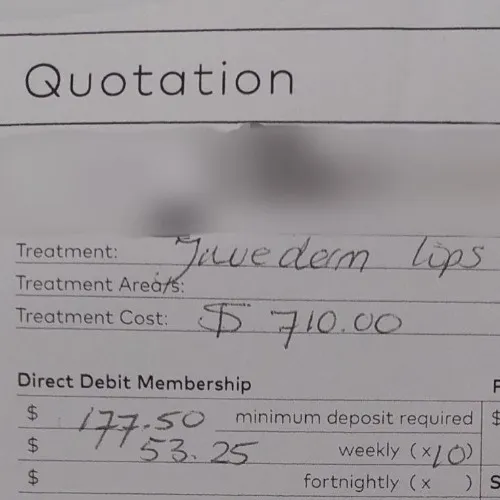 Quotation
Treatment: Juvederm lips
Treatment Area/s:
Treatment Cost: $ 710.00
Direct Debit Membership
$ 177.50 minimum deposit required $
$ 53.25 weekly (x10)
$ fortnightly (x )